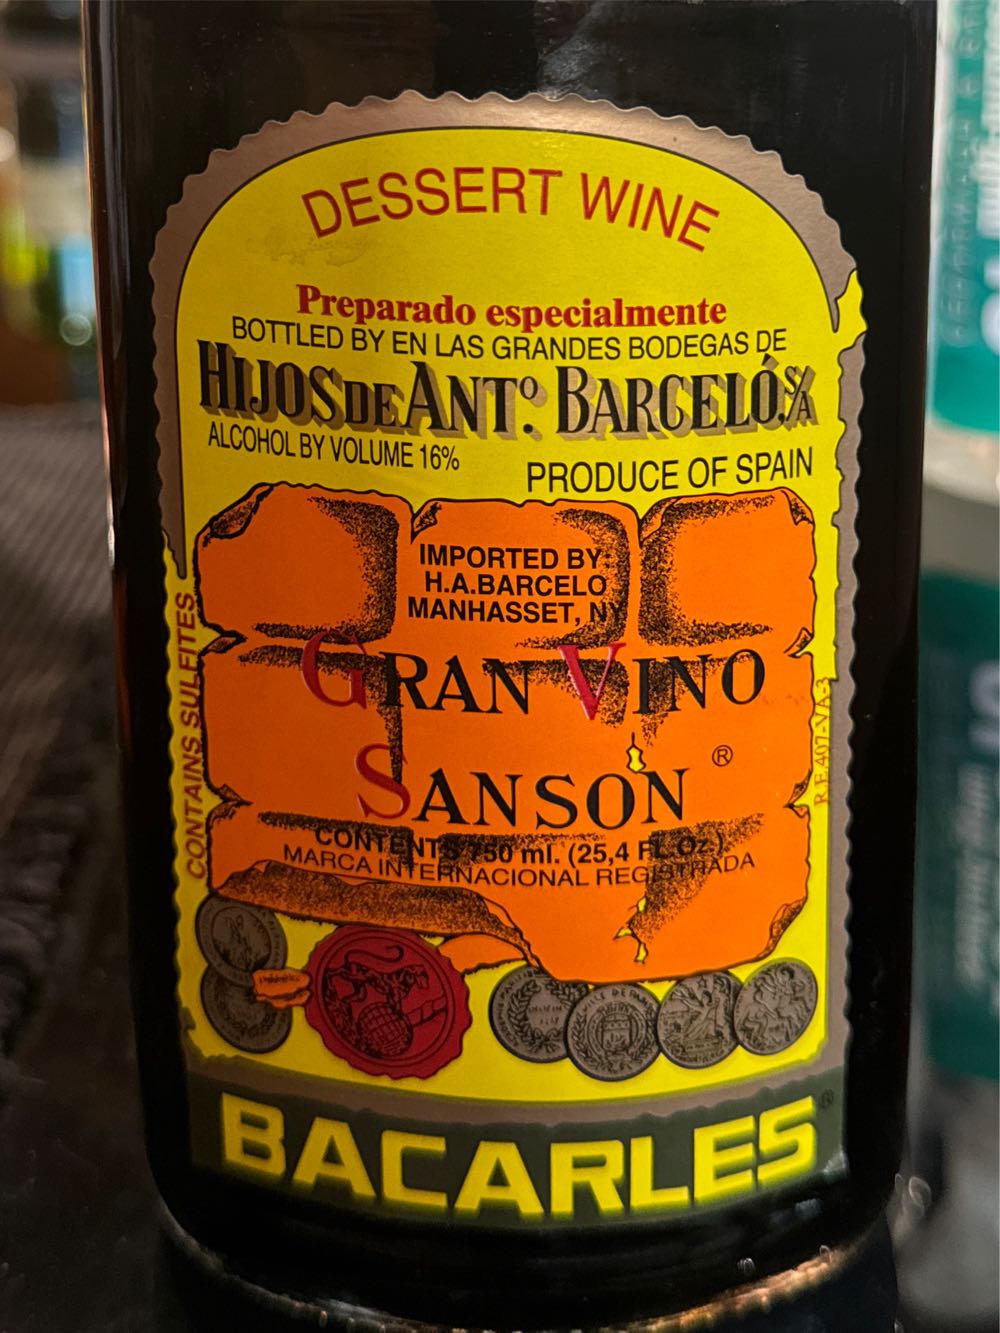 DESSERT WINE
Preparado especialmente
BOTTLED BY EN LAS GRANDES BODEGAS DE
HIJOS DE ANTº. BARCELÓ. S/A
ALCOHOL BY VOLUME 16%
PRODUCE OF SPAIN
IMPORTED BY:
H.A.BARCELO
MANHASSET, NY
GRAN VINO
SANSON ®
CONTENTS 750 ml. (25,4 FL.OZ.)
MARCA INTERNACIONAL REGISTRADA
CONTAINS SULFITES
R.E.407-VA-3
BACARLES ®